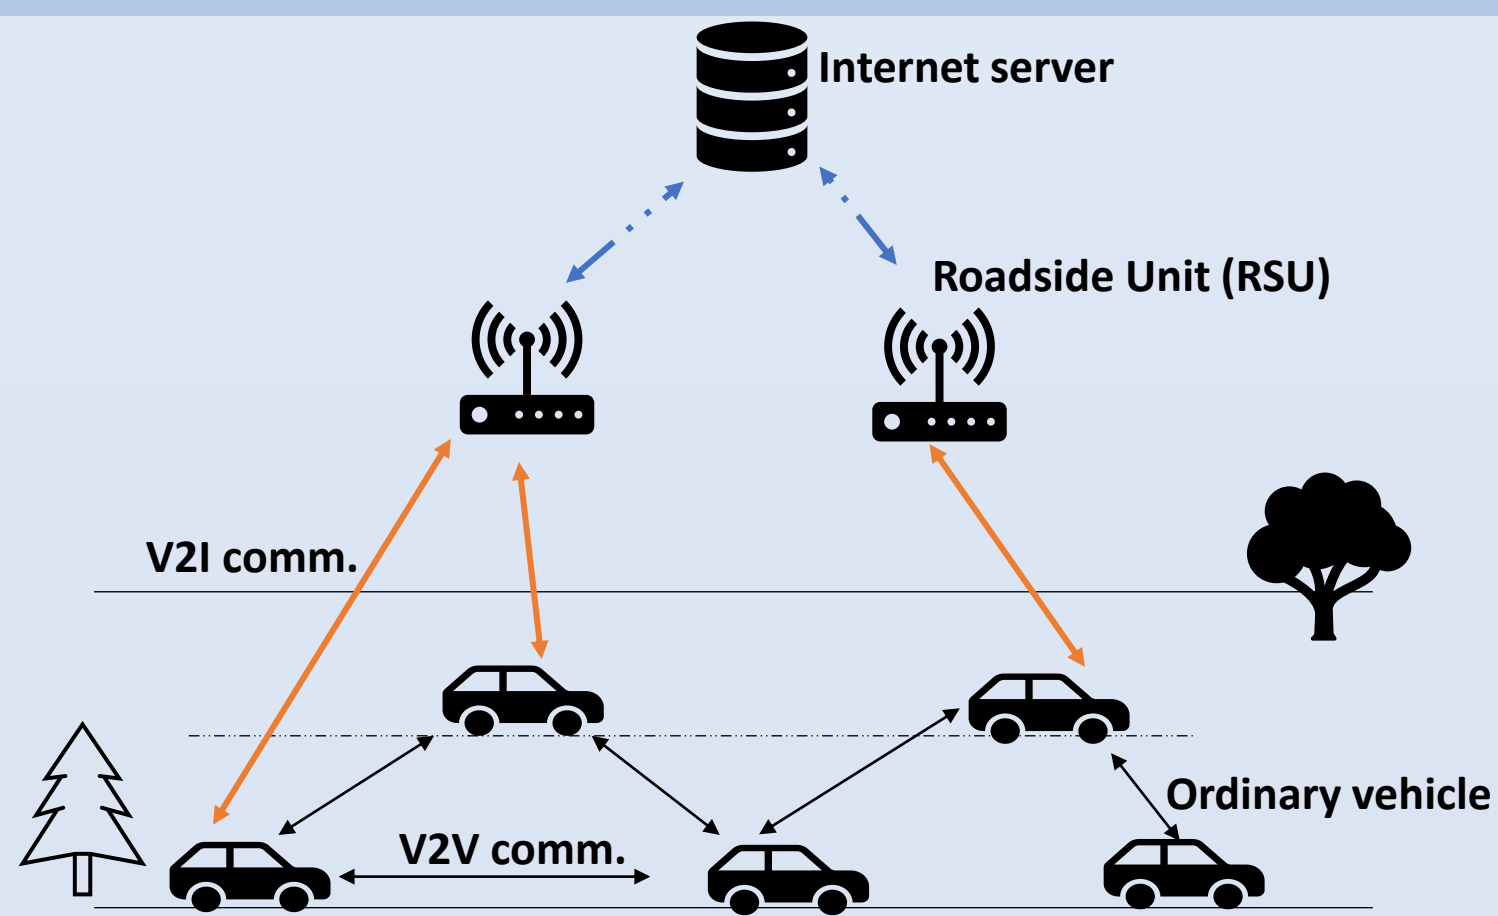 Internet server
Roadside Unit (RSU)
V2I comm.
Ordinary vehicle
V2V comm.